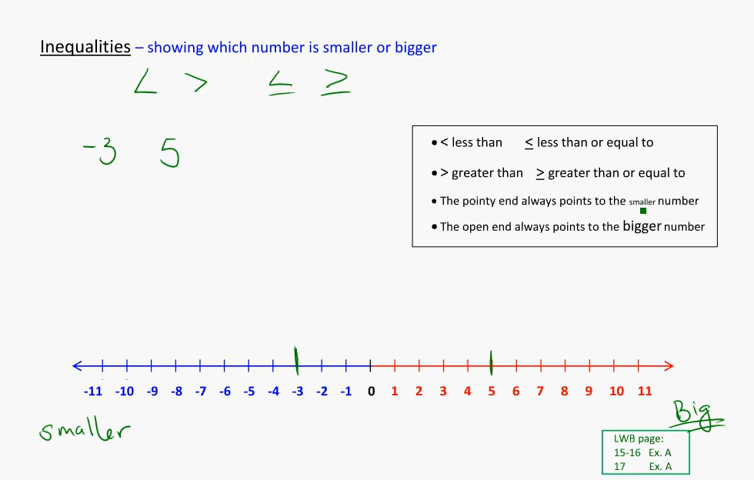 Inequalities – showing which number is smaller or bigger
< > ≤ ≥
-3 5
• < less than ≤ less than or equal to
• > greater than ≥ greater than or equal to
• The pointy end always points to the smaller number
• The open end always points to the bigger number
-11 -10 -9 -8 -7 -6 -5 -4 -3 -2 -1 0 1 2 3 4 5 6 7 8 9 10 11
smaller
Big
LWB page:
15-16 Ex. A
17 Ex. A